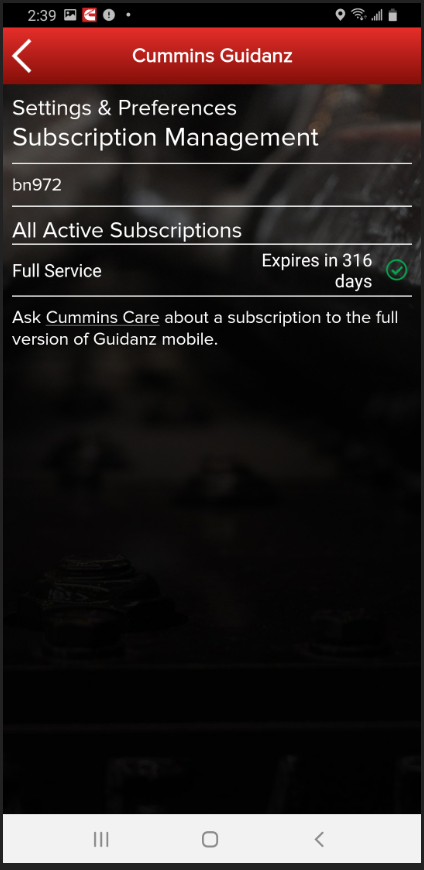 2:39
Cummins Guidanz
Settings & Preferences
Subscription Management
bn972
All Active Subscriptions
Full Service
Expires in 316
days
Ask Cummins Care about a subscription to the full
version of Guidanz mobile.